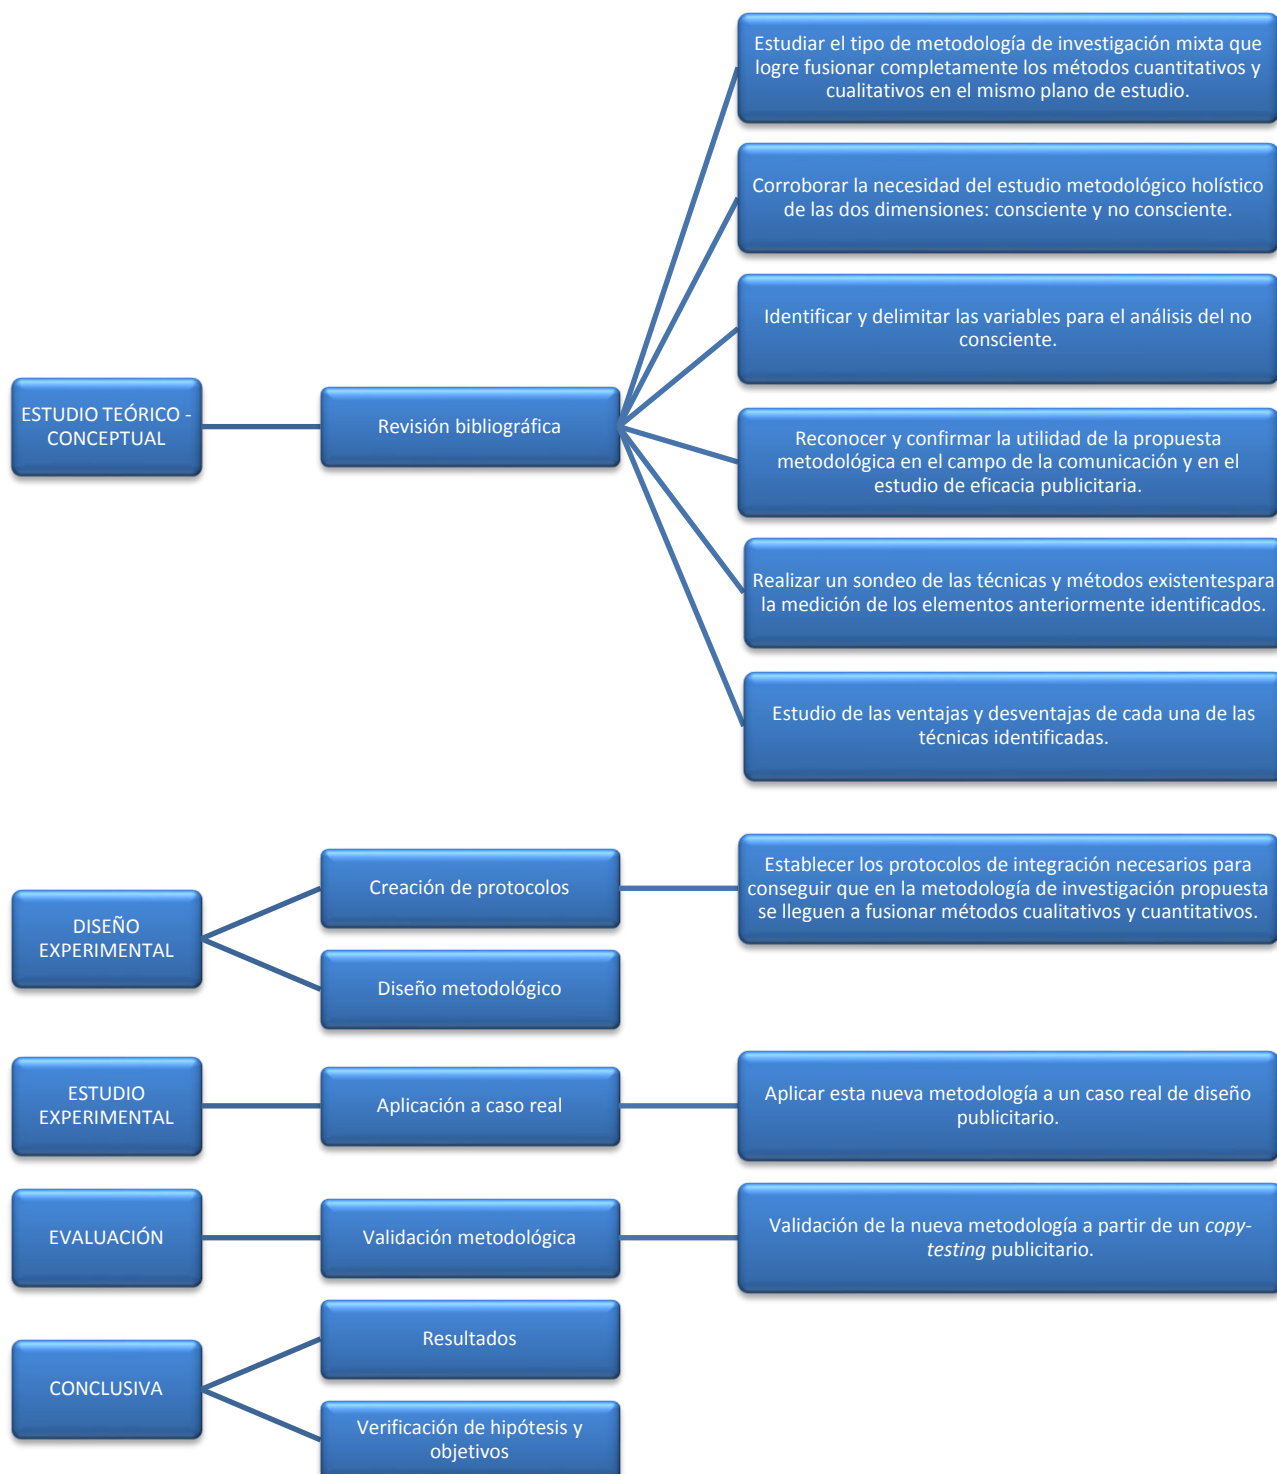 Estudiar el tipo de metodología de investigación mixta que
logre fusionar completamente los métodos cuantitativos y
cualitativos en el mismo plano de estudio.
Corroborar la necesidad del estudio metodológico holístico
de las dos dimensiones: consciente y no consciente.
Identificar y delimitar las variables para el análisis del no
consciente.
ESTUDIO TEÓRICO -
CONCEPTUAL
Revisión bibliográfica
Reconocer y confirmar la utilidad de la propuesta
metodológica en el campo de la comunicación y en el
estudio de eficacia publicitaria.
Realizar un sondeo de las técnicas y métodos existentespara
la medición de los elementos anteriormente identificados.
Estudio de las ventajas y desventajas de cada una de las
técnicas identificadas.
DISEÑO
EXPERIMENTAL
Creación de protocolos
Establecer los protocolos de integración necesarios para
conseguir que en la metodología de investigación propuesta
se lleguen a fusionar métodos cualitativos y cuantitativos.
Diseño metodológico
ESTUDIO
EXPERIMENTAL
Aplicación a caso real
Aplicar esta nueva metodología a un caso real de diseño
publicitario.
EVALUACIÓN
Validación metodológica
Validación de la nueva metodología a partir de un copy-
testing publicitario.
CONCLUSIVA
Resultados
Verificación de hipótesis y
objetivos